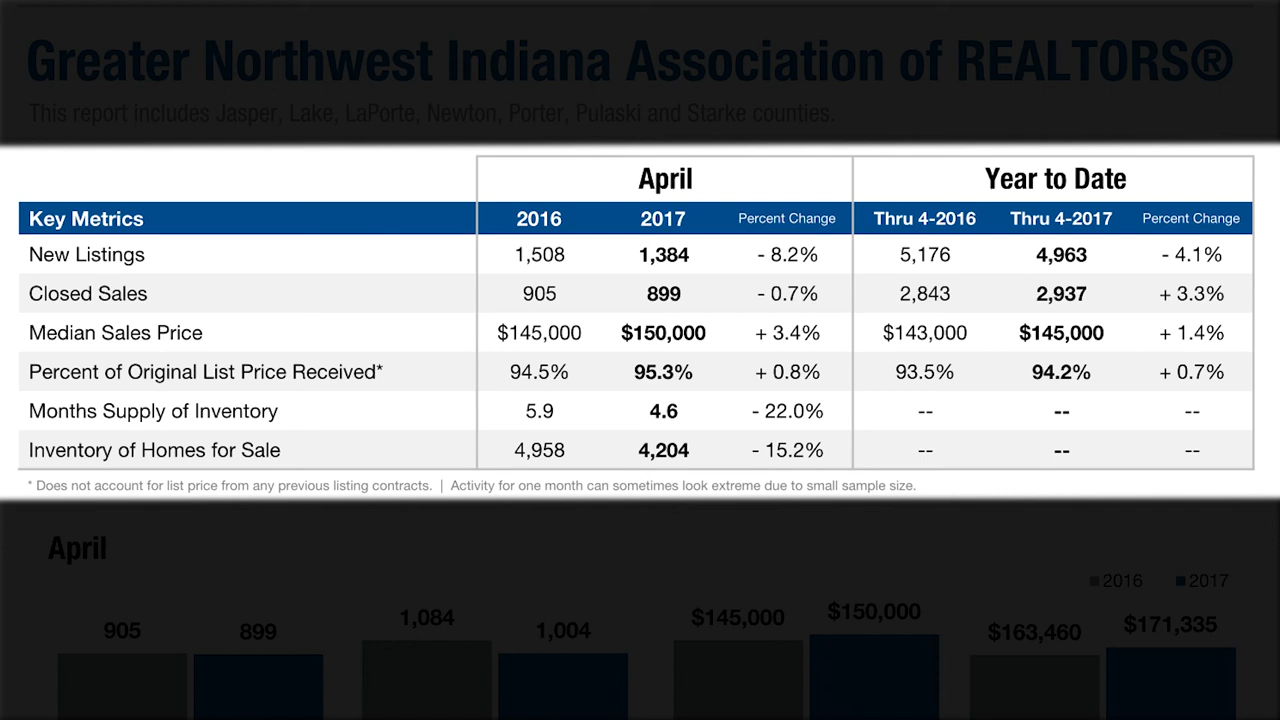 Greater Northwest Indiana Association of REALTORS®
This report includes Jasper, Lake, LaPorte, Newton, Porter, Pulaski and Starke counties.
April Year to Date
Key Metrics 2016 2017 Percent Change Thru 4-2016 Thru 4-2017 Percent Change
New Listings 1,508 1,384 - 8.2% 5,176 4,963 - 4.1%
Closed Sales 905 899 - 0.7% 2,843 2,937 + 3.3%
Median Sales Price $145,000 $150,000 + 3.4% $143,000 $145,000 + 1.4%
Percent of Original List Price Received* 94.5% 95.3% + 0.8% 93.5% 94.2% + 0.7%
Months Supply of Inventory 5.9 4.6 - 22.0% -- -- --
Inventory of Homes for Sale 4,958 4,204 - 15.2% -- -- --
* Does not account for list price from any previous listing contracts. | Activity for one month can sometimes look extreme due to small sample size.
April
2016 2017
905 899 1,084 1,004 $145,000 $150,000 $163,460 $171,335